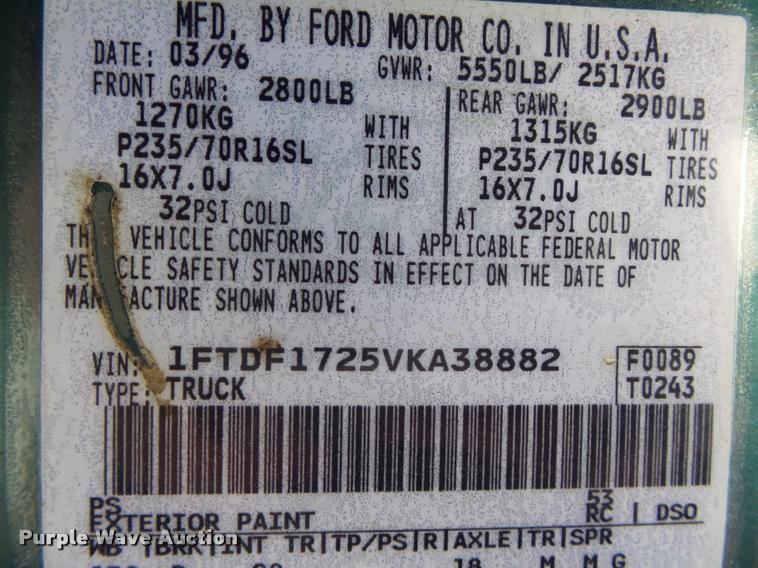 MFD. BY FORD MOTOR CO. IN U.S.A.
DATE: 03/96 GVWR: 5550LB/ 2517KG
FRONT GAWR: 2800LB REAR GAWR: 2900LB
1270KG WITH 1315KG WITH
P235/70R16SL TIRES P235/70R16SL TIRES
16X7.0J RIMS 16X7.0J RIMS
32PSI COLD AT 32PSI COLD
VEHICLE CONFORMS TO ALL APPLICABLE FEDERAL MOTOR
SAFETY STANDARDS IN EFFECT ON THE DATE OF
SHOWN ABOVE.
VIN: 1FTDF1725VKA38882 F0089
TYPE: TRUCK T0243
PS 53
EXTERIOR PAINT RC | DSO
WB |BRK|INT TR|TP/PS|R|AXLE|TR|SPR
18 M M G
Purple Wave Auction